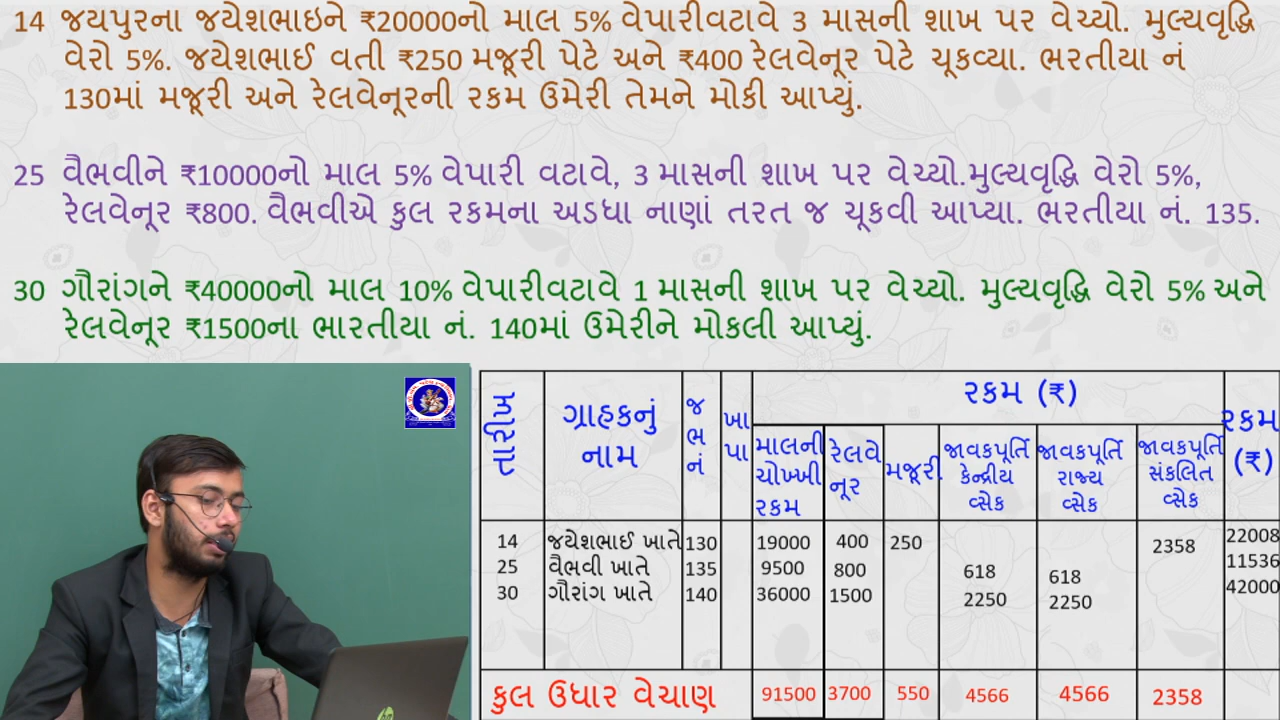 14 જયપુરના જયેશભાઇને ₹20000નો માલ 5% વેપારીવટાવે 3 માસની શાખ પર વેચ્યો. મુલ્યવૃદ્ધિ
વેરો 5%. જયેશભાઈ વતી ₹250 મજૂરી પેટે અને ₹400 રેલવેનૂર પેટે ચૂકવ્યા. ભરતીયા નં
130માં મજૂરી અને રેલવેનૂરની રકમ ઉમેરી તેમને મોકી આપ્યું.
25 વૈભવીને ₹10000નો માલ 5% વેપારી વટાવે, 3 માસની શાખ પર વેચ્યો.મુલ્યવૃદ્ધિ વેરો 5%,
રેલવેનૂર ₹800. વૈભવીએ કુલ રકમના અડધા નાણાં તરત જ ચૂકવી આપ્યા. ભરતીયા નં. 135.
30 ગૌરાંગને ₹40000નો માલ 10% વેપારીવટાવે 1 માસની શાખ પર વેચ્યો. મુલ્યવૃદ્ધિ વેરો 5% અને
રેલવેનૂર ₹1500ના ભારતીયા નં. 140માં ઉમેરીને મોકલી આપ્યું.
તારીખ
ગ્રાહકનું
નામ
જ
ભ
નં
ખા
પા
રકમ (₹)
માલની
ચોખ્ખી
રકમ
રેલવે
નૂર
મજૂરી
જાવકપૂર્તિ
કેન્દ્રીય
વ્સેક
જાવકપૂર્તિ
રાજ્ય
વ્સેક
જાવકપૂર્તિ
સંકલિત
વ્સેક
રકમ
(₹)
14 જયેશભાઈ ખાતે 130 19000 400 250 2358 22008
25 વૈભવી ખાતે 135 9500 800 618 618 11536
30 ગૌરાંગ ખાતે 140 36000 1500 2250 2250 42000
કુલ ઉધાર વેચાણ 91500 3700 550 4566 4566 2358
hp